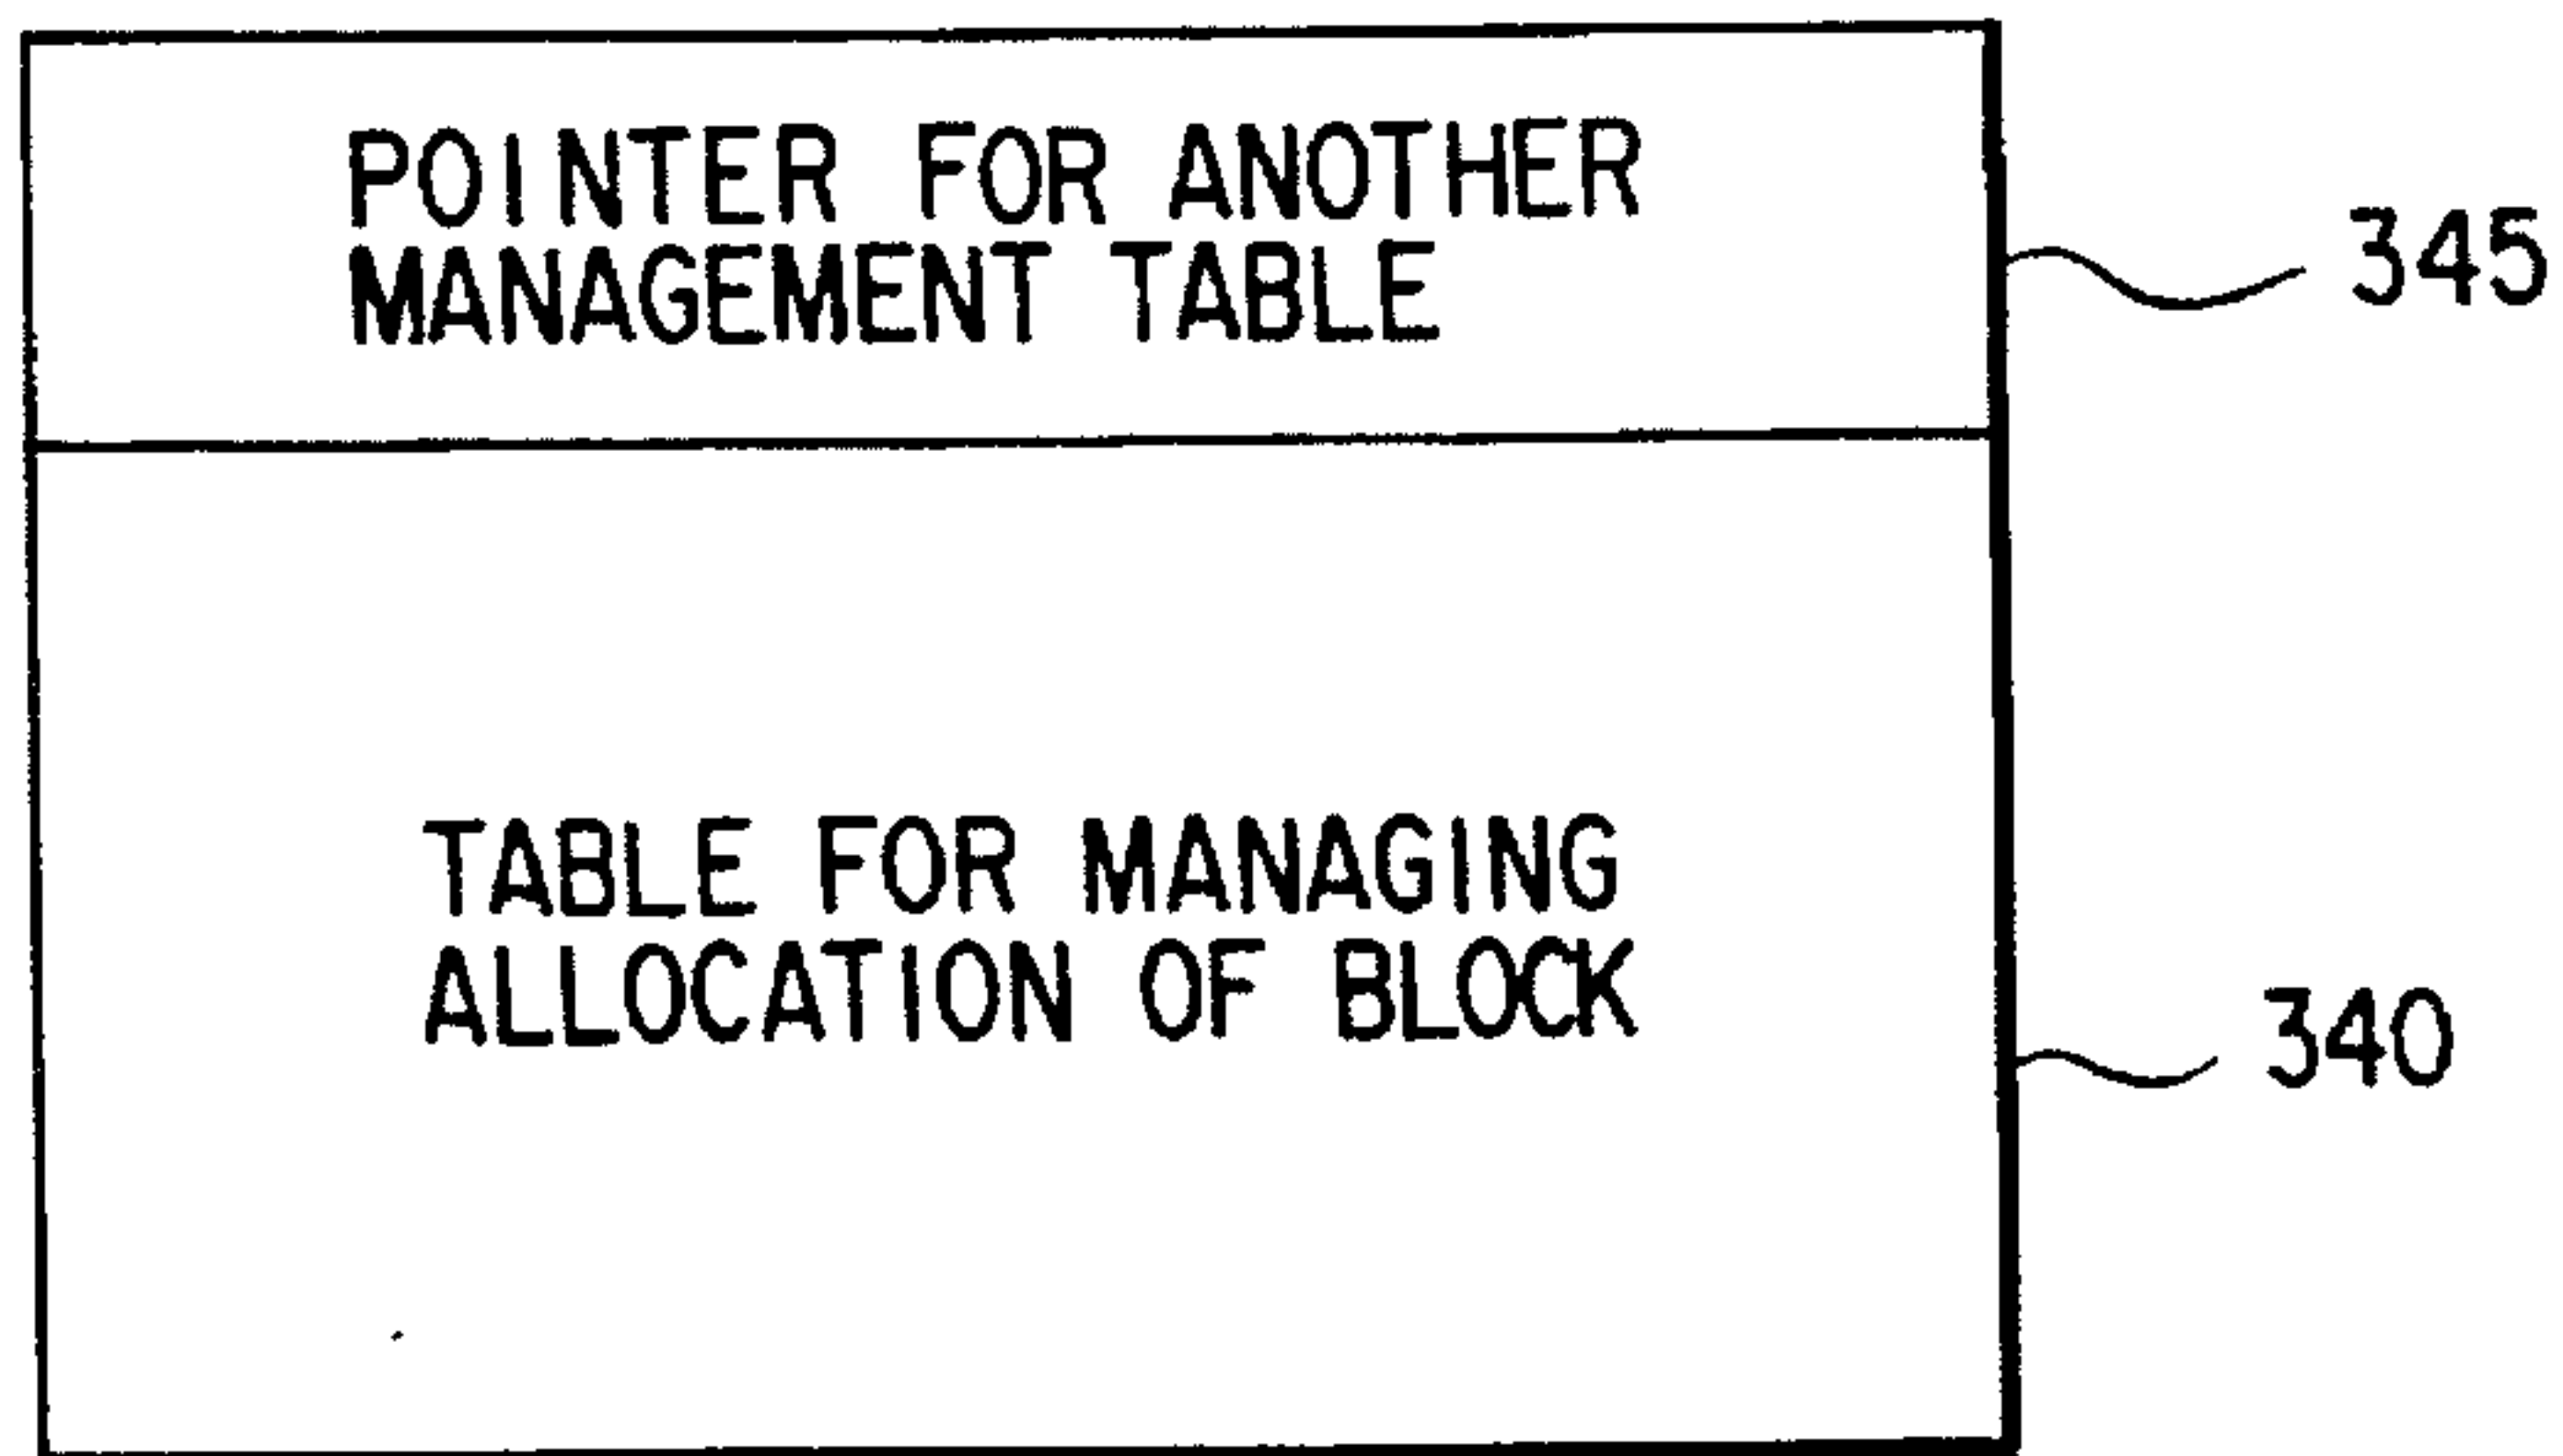 POINTER FOR ANOTHER
MANAGEMENT TABLE
345
TABLE FOR MANAGING
ALLOCATION OF BLOCK
340